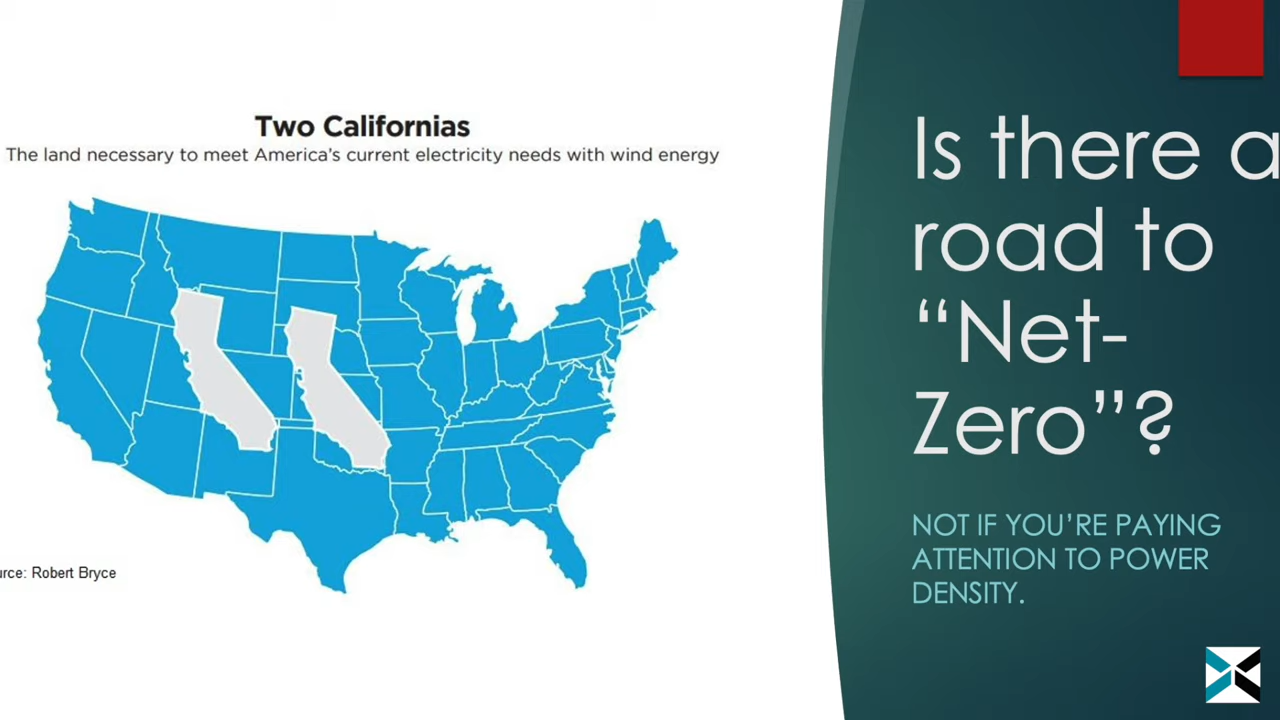 Two Californias
The land necessary to meet America's current electricity needs with wind energy
urce: Robert Bryce
Is there a
road to
“Net-
Zero”?
NOT IF YOU'RE PAYING
ATTENTION TO POWER
DENSITY.